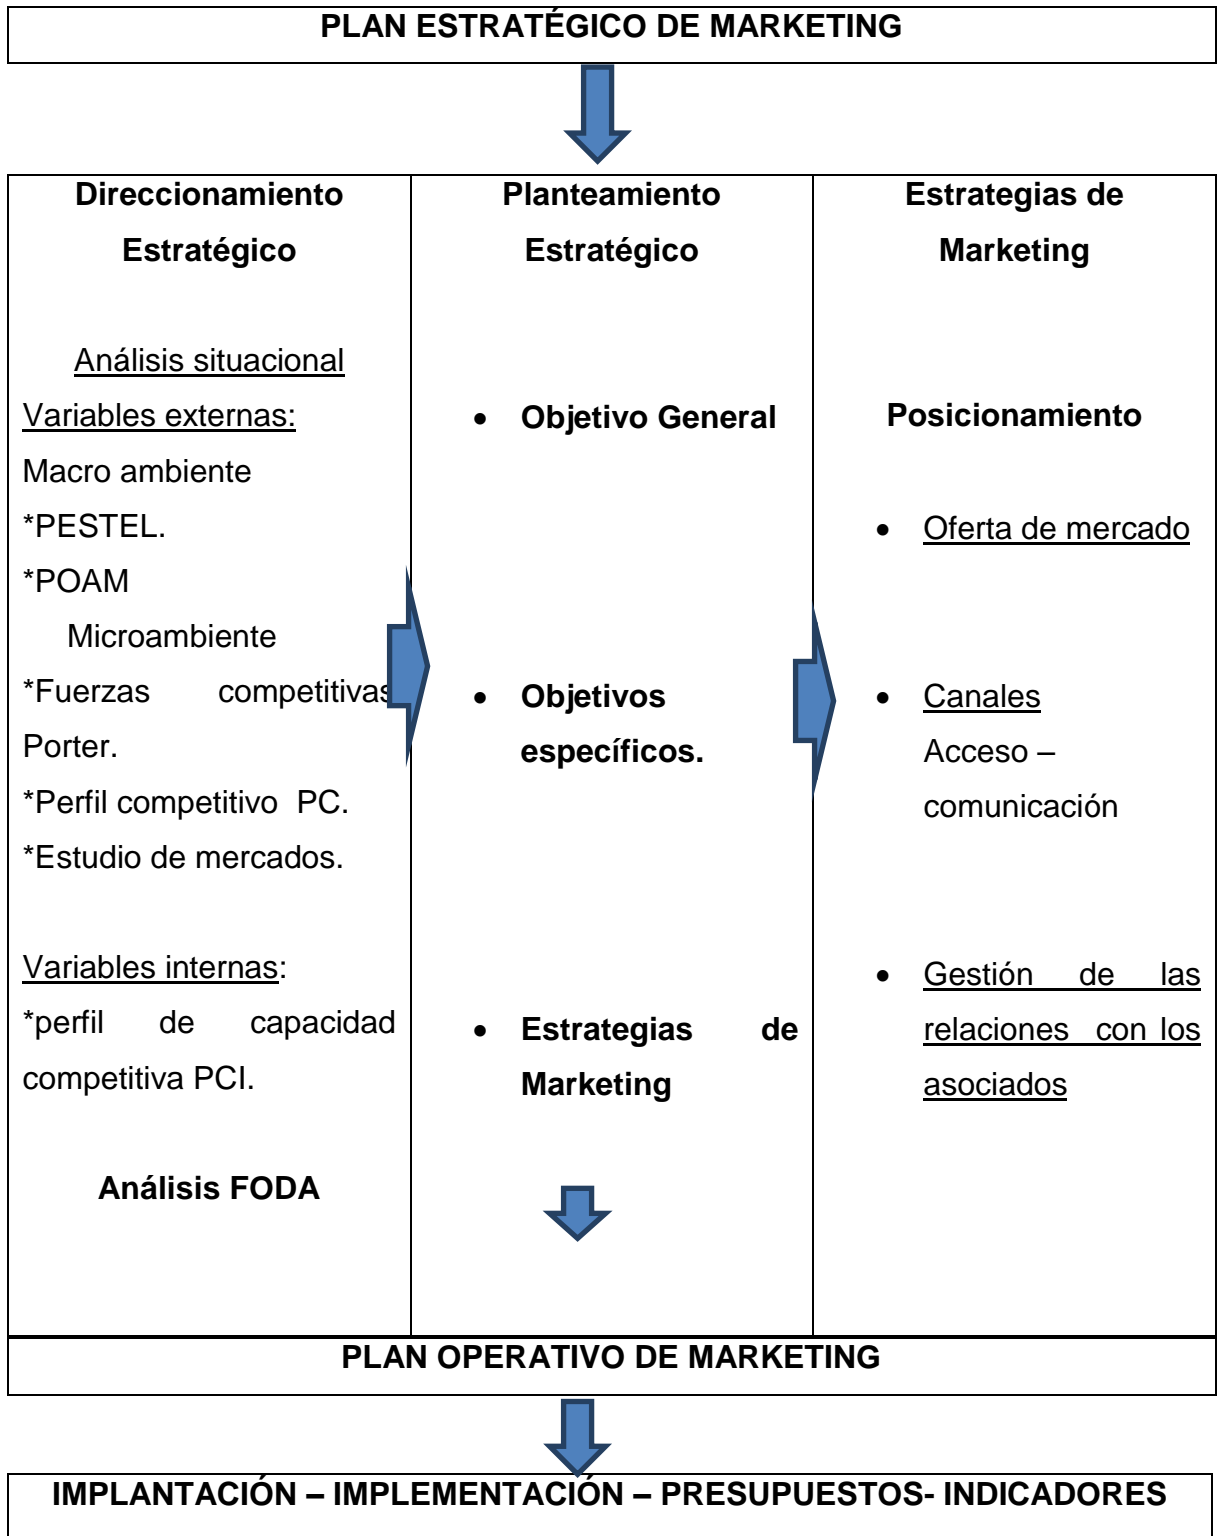 PLAN ESTRATÉGICO DE MARKETING
Direccionamiento
Estratégico
Análisis situacional
Variables externas:
Macro ambiente
*PESTEL.
*POAM
Microambiente
*Fuerzas competitivas
Porter.
*Perfil competitivo PC.
*Estudio de mercados.
Variables internas:
*perfil de capacidad
competitiva PCI.
Análisis FODA
Planteamiento
Estratégico
• Objetivo General
• Objetivos
específicos.
• Estrategias de
Marketing
Estrategias de
Marketing
Posicionamiento
• Oferta de mercado
• Canales
Acceso –
comunicación
• Gestión de las
relaciones con los
asociados
PLAN OPERATIVO DE MARKETING
IMPLANTACIÓN – IMPLEMENTACIÓN – PRESUPUESTOS- INDICADORES